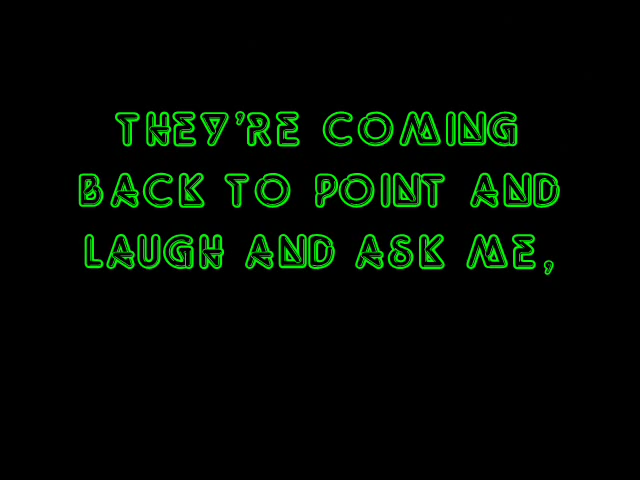 THEY'RE COMING
BACK TO POINT AND
LAUGH AND ASK ME,